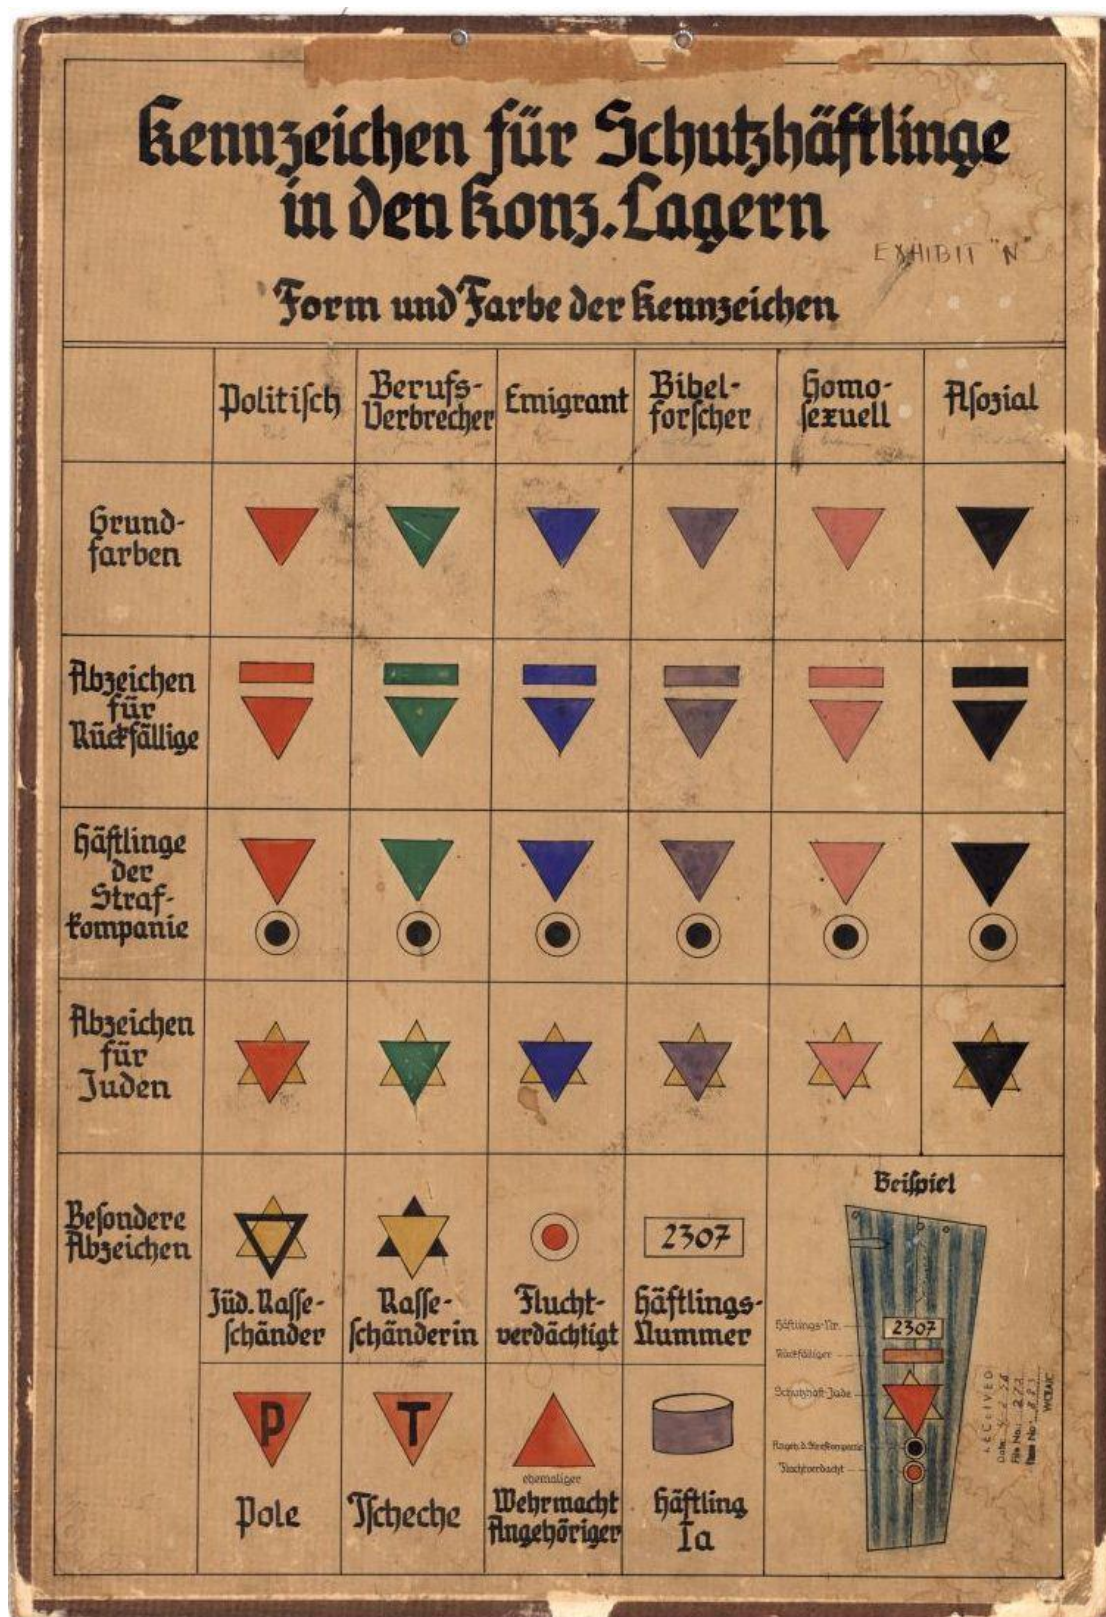 Kennzeichen für Schutzhäftlinge
in den Konz.Lagern
EXHIBIT "N"
Form und Farbe der Kennzeichen
Politiſch
Berufs-
Verbrecher
Emigrant
Bibel-
forſcher
Homo-
ſexuell
Aſozial
Grund-
farben
Abzeichen
für
Rückfällige
Häftlinge
der
Straf-
kompanie
Abzeichen
für
Juden
Beſondere
Abzeichen
Jüd. Raſſe-
ſchänder
Raſſe-
ſchänderin
Flucht-
verdächtigt
2307
Häftlings-
Nummer
P
Pole
T
Tſcheche
ehemaliger
Wehrmacht
Angehöriger
Häftling
Ia
Beiſpiel
Häftlings-Nr.
2307
Rückfälliger
Schutzhaft-Jude
Angeh. d. Strafkompanie
Fluchtverdacht
RECEIVED
Date
File No.